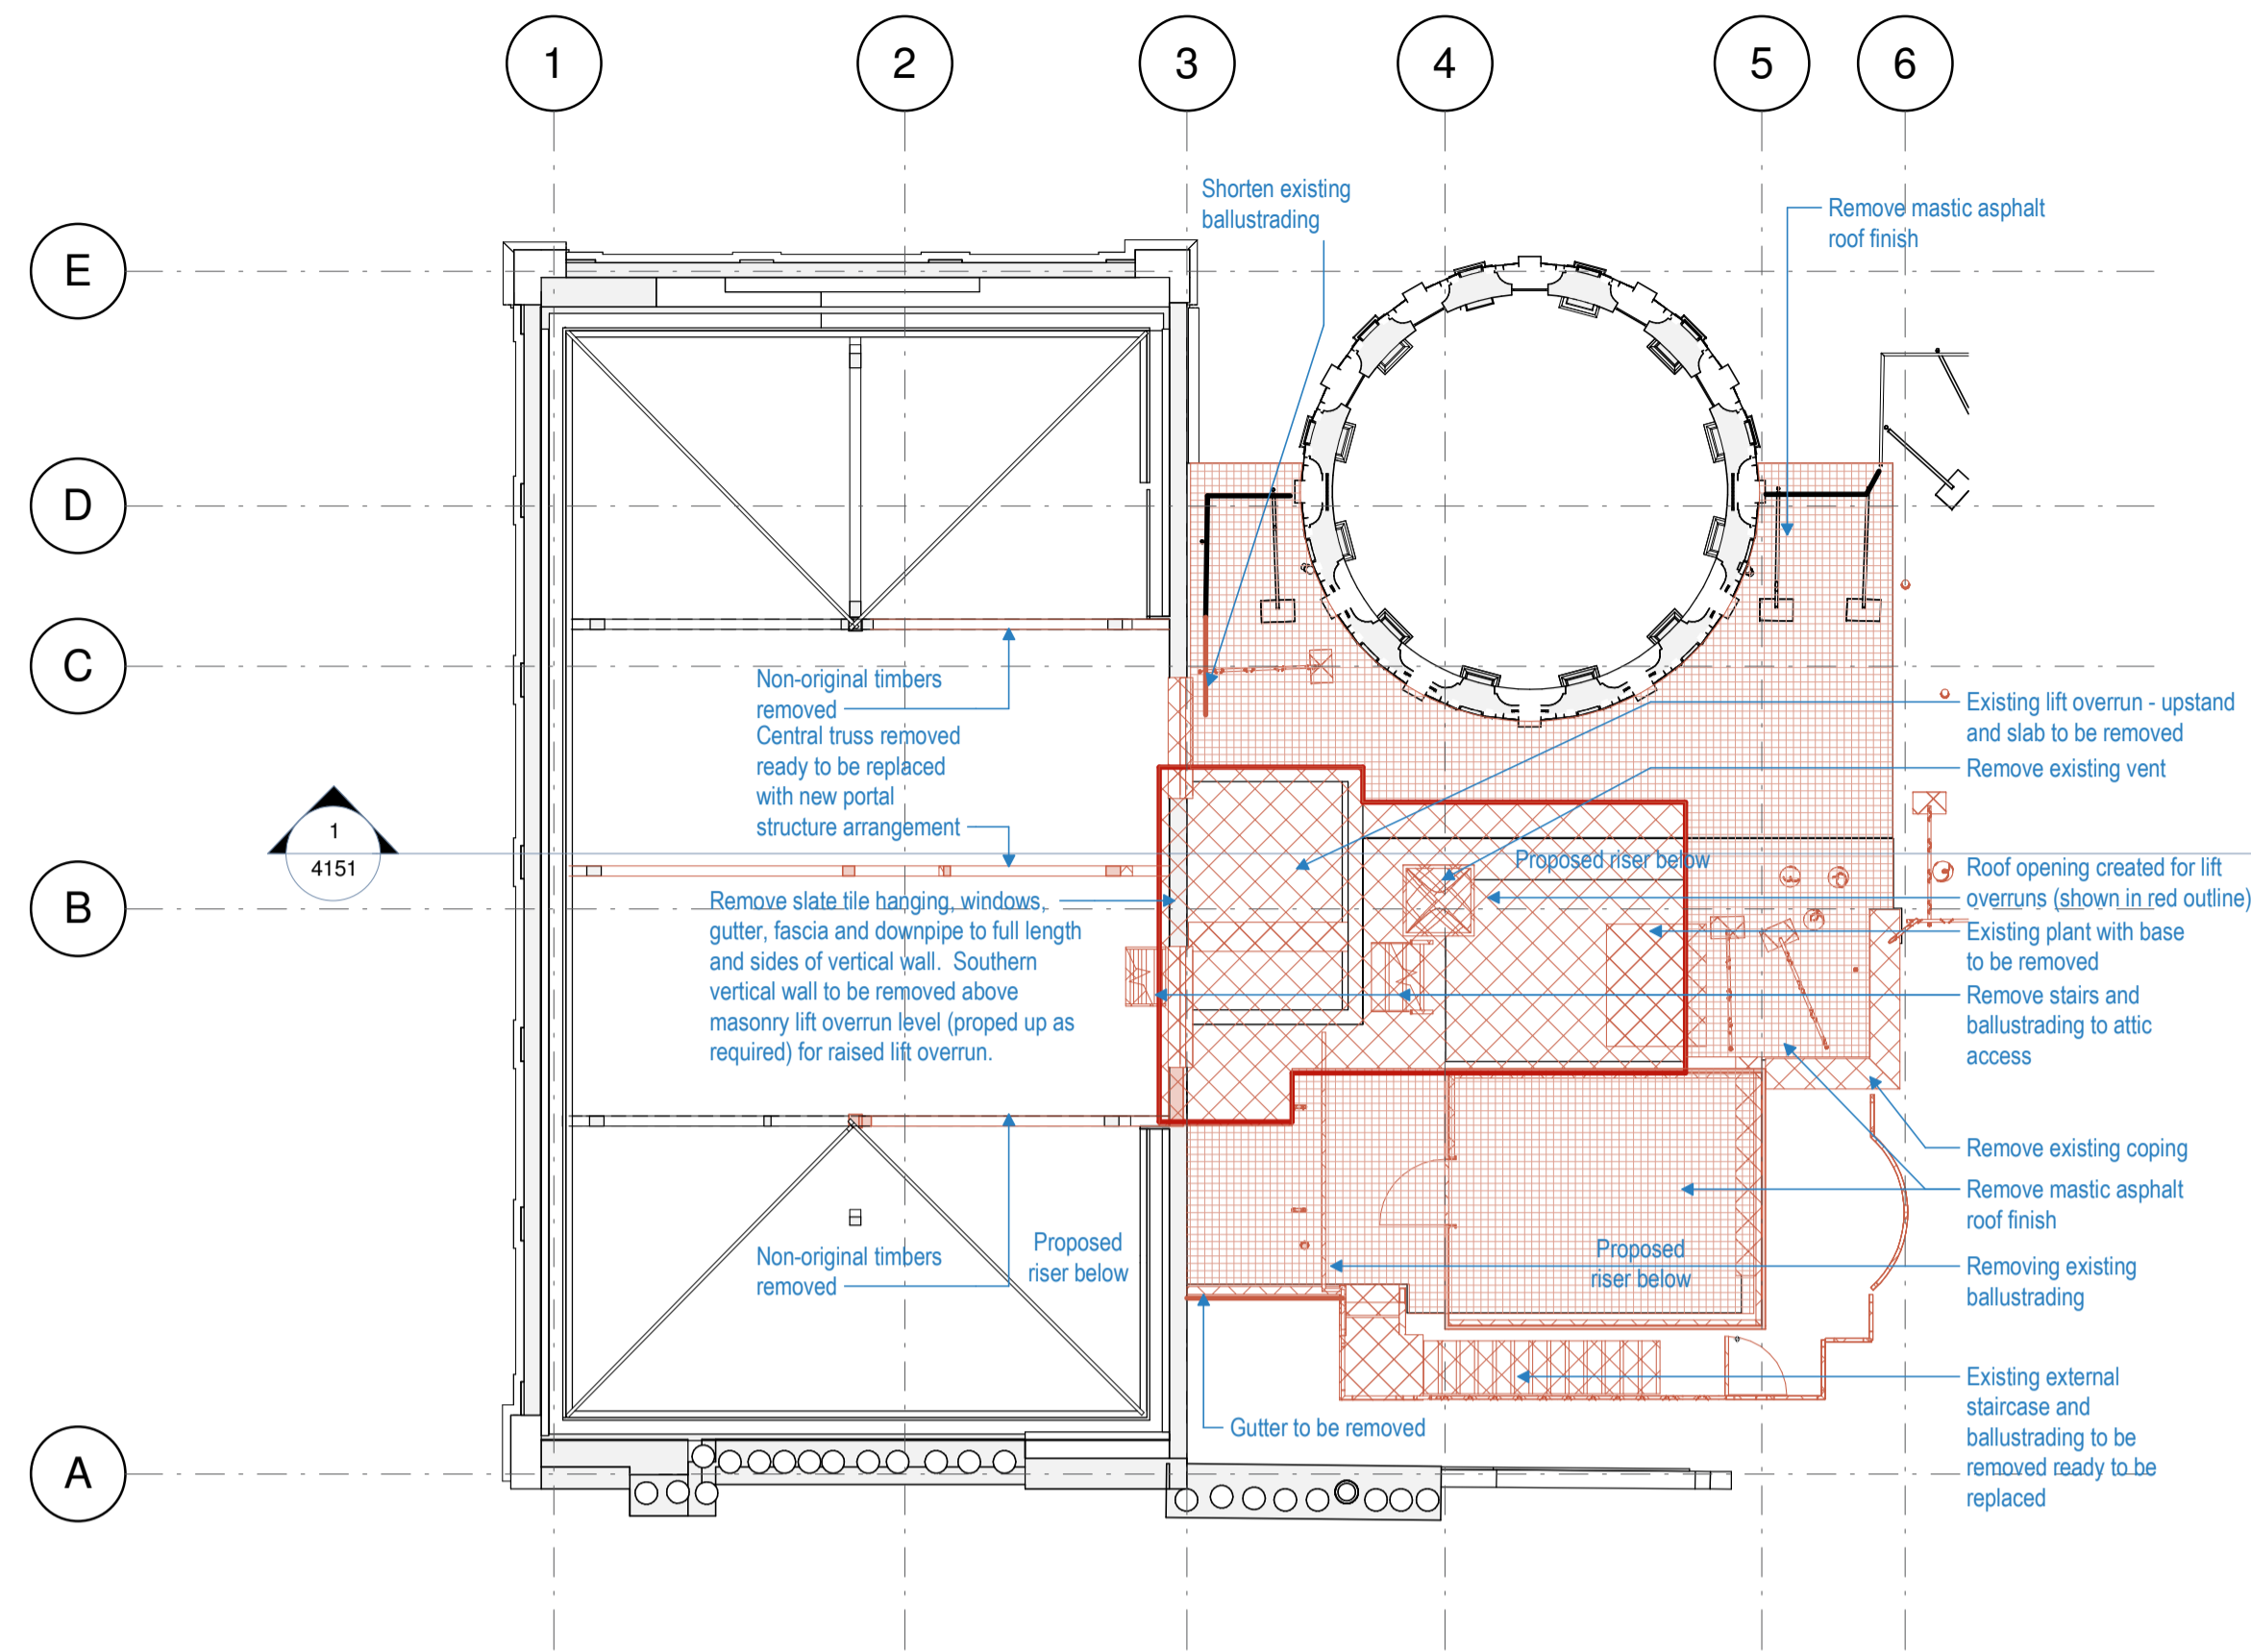 1
2
3
4
5
6
E
D
C
B
A
Shorten existing
ballustrading
Remove mastic asphalt
roof finish
Non-original timbers
removed
Central truss removed
ready to be replaced
with new portal
structure arrangement
1
4151
Remove slate tile hanging, windows,
gutter, fascia and downpipe to full length
and sides of vertical wall. Southern
vertical wall to be removed above
masonry lift overrun level (proped up as
required) for raised lift overrun.
Non-original timbers
removed
Proposed
riser below
Gutter to be removed
Proposed riser below
Proposed
riser below
Existing lift overrun - upstand
and slab to be removed
Remove existing vent
Roof opening created for lift
overruns (shown in red outline)
Existing plant with base
to be removed
Remove stairs and
ballustrading to attic
access
Remove existing coping
Remove mastic asphalt
roof finish
Removing existing
ballustrading
Existing external
staircase and
ballustrading to be
removed ready to be
replaced